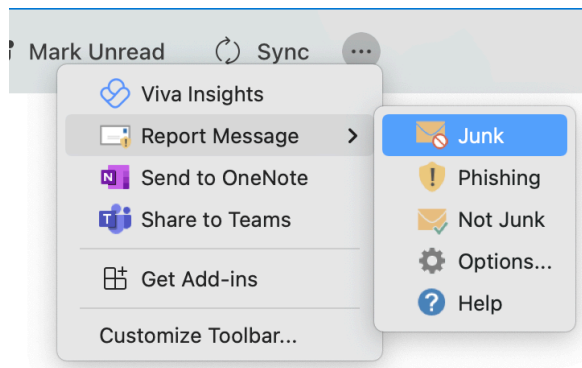 Mark Unread
Sync
Viva Insights
Report Message
Send to OneNote
Share to Teams
Get Add-ins
Customize Toolbar...
Junk
Phishing
Not Junk
Options...
Help